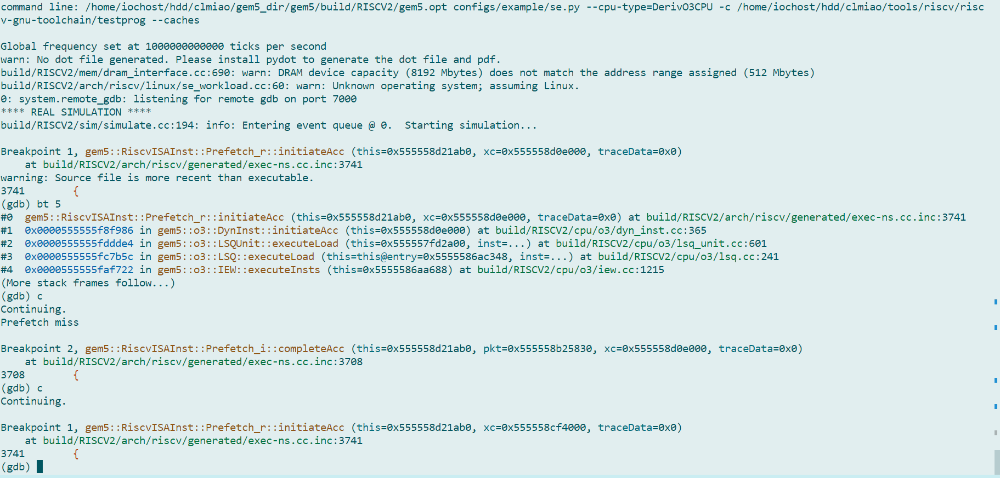 command line: /home/iochost/hdd/clmiao/gem5_dir/gem5/build/RISCV2/gem5.opt configs/example/se.py --cpu-type=DerivO3CPU -c /home/iochost/hdd/clmiao/tools/riscv/risc
v-gnu-toolchain/testprog --caches
Global frequency set at 1000000000000 ticks per second
warn: No dot file generated. Please install pydot to generate the dot file and pdf.
build/RISCV2/mem/dram_interface.cc:690: warn: DRAM device capacity (8192 Mbytes) does not match the address range assigned (512 Mbytes)
build/RISCV2/arch/riscv/linux/se_workload.cc:60: warn: Unknown operating system; assuming Linux.
0: system.remote_gdb: listening for remote gdb on port 7000
**** REAL SIMULATION ****
build/RISCV2/sim/simulate.cc:194: info: Entering event queue @ 0.  Starting simulation...
Breakpoint 1, gem5::RiscvISAInst::Prefetch_r::initiateAcc (this=0x555558d21ab0, xc=0x555558d0e000, traceData=0x0)
    at build/RISCV2/arch/riscv/generated/exec-ns.cc.inc:3741
warning: Source file is more recent than executable.
3741        {
(gdb) bt 5
#0  gem5::RiscvISAInst::Prefetch_r::initiateAcc (this=0x555558d21ab0, xc=0x555558d0e000, traceData=0x0) at build/RISCV2/arch/riscv/generated/exec-ns.cc.inc:3741
#1  0x0000555555f8f986 in gem5::o3::DynInst::initiateAcc (this=0x555558d0e000) at build/RISCV2/cpu/o3/dyn_inst.cc:365
#2  0x0000555555fddde4 in gem5::o3::LSQUnit::executeLoad (this=0x555557fd2a00, inst=...) at build/RISCV2/cpu/o3/lsq_unit.cc:601
#3  0x0000555555fc7b5c in gem5::o3::LSQ::executeLoad (this=this@entry=0x5555586ac348, inst=...) at build/RISCV2/cpu/o3/lsq.cc:241
#4  0x0000555555faf722 in gem5::o3::IEW::executeInsts (this=0x5555586aa688) at build/RISCV2/cpu/o3/iew.cc:1215
(More stack frames follow...)
(gdb) c
Continuing.
Prefetch miss
Breakpoint 2, gem5::RiscvISAInst::Prefetch_i::completeAcc (this=0x555558d21ab0, pkt=0x555558b25830, xc=0x555558d0e000, traceData=0x0)
    at build/RISCV2/arch/riscv/generated/exec-ns.cc.inc:3708
3708        {
(gdb) c
Continuing.
Breakpoint 1, gem5::RiscvISAInst::Prefetch_r::initiateAcc (this=0x555558d21ab0, xc=0x555558cf4000, traceData=0x0)
    at build/RISCV2/arch/riscv/generated/exec-ns.cc.inc:3741
3741        {
(gdb)